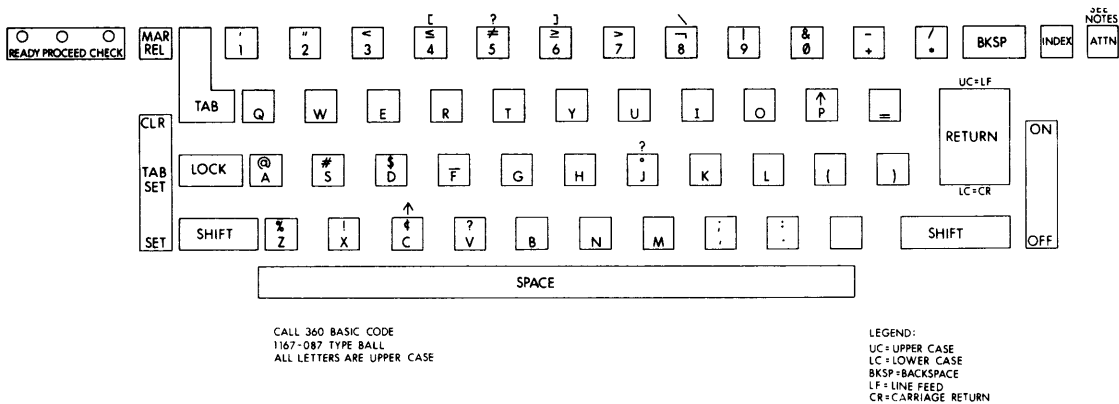 SEE
NOTES
[ ? ] \
READY PROCEED CHECK MAR REL ' 1 " 2 < 3 ≤ 4 ≠ 5 ≥ 6 > 7 ¬ 8 | 9 & 0 - + / * BKSP INDEX ATTN
UC=LF
TAB Q W E R T Y U I O ↑ P = RETURN ON
CLR
?
TAB SET LOCK @ A # S $ D F G H ° J K L ( )
LC=CR
↑
SET SHIFT % Z ! X ¢ C ? V B N M ; , : . SHIFT OFF
SPACE
CALL 360 BASIC CODE
1167-087 TYPE BALL
ALL LETTERS ARE UPPER CASE
LEGEND:
UC=UPPER CASE
LC=LOWER CASE
BKSP=BACKSPACE
LF=LINE FEED
CR=CARRIAGE RETURN